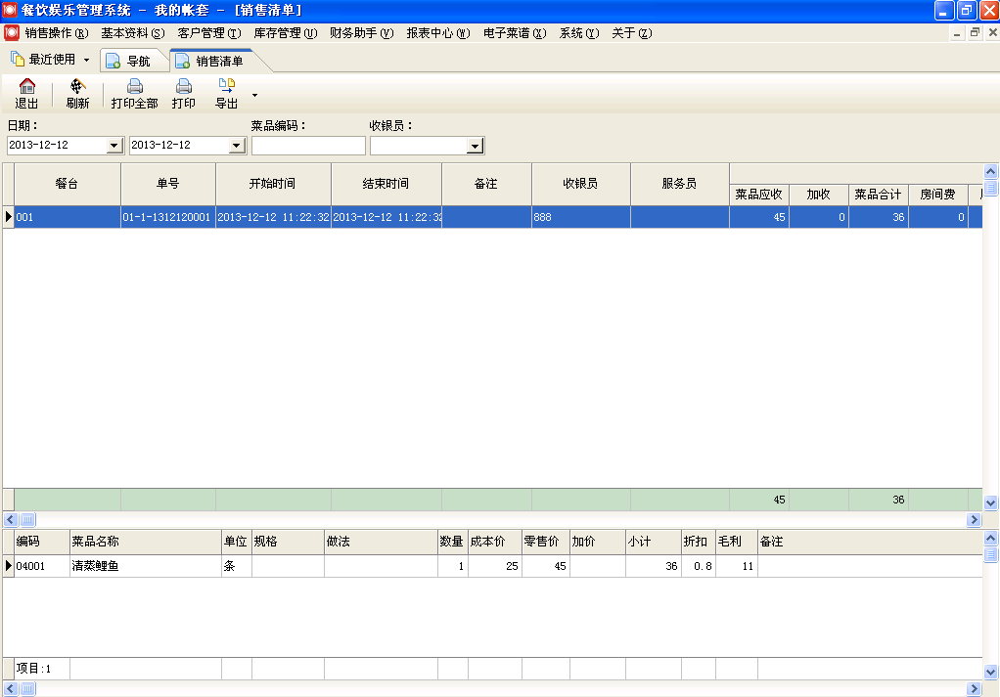 餐饮娱乐管理系统 - 我的帐套 - [销售清单]
销售操作(R) 基本资料(S) 客户管理(T) 库存管理(U) 财务助手(V) 报表中心(W) 电子菜谱(X) 系统(Y) 关于(Z)
最近使用 导航 销售清单
退出 刷新 打印全部 打印 导出
日期： 菜品编码： 收银员：
2013-12-12 2013-12-12
餐台 单号 开始时间 结束时间 备注 收银员 服务员
菜品应收 加收 菜品合计 房间费
001 01-1-1312120001 2013-12-12 11:22:32 2013-12-12 11:22:32 888 45 0 36 0
45 36
编码 菜品名称 单位 规格 做法 数量 成本价 零售价 加价 小计 折扣 毛利 备注
04001 清蒸鲤鱼 条 1 25 45 36 0.8 11
项目:1